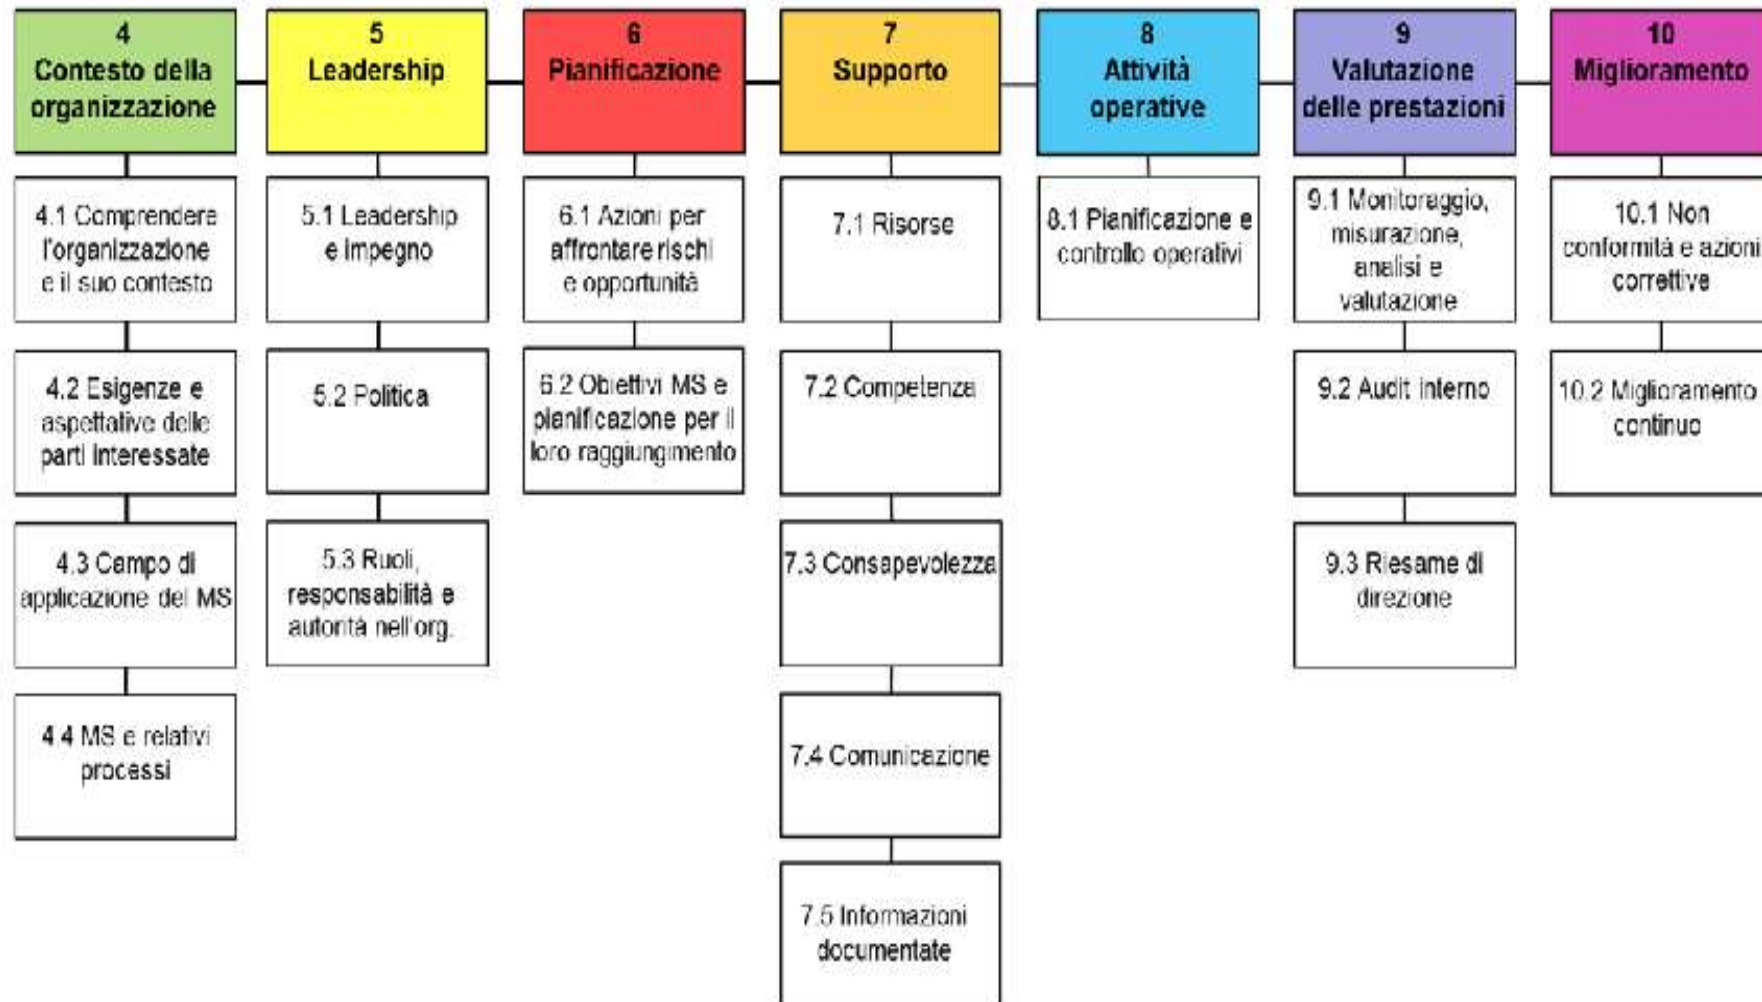 4
Contesto della
organizzazione
4.1 Comprendere
l'organizzazione
e il suo contesto
4.2 Esigenze e
aspettative delle
parti interessate
4.3 Campo di
applicazione del MS
4.4 MS e relativi
processi
5
Leadership
5.1 Leadership
e impegno
5.2 Politica
5.3 Ruoli,
responsabilità e
autorità nell'org.
6
Pianificazione
6.1 Azioni per
affrontare rischi
e opportunità
6.2 Obiettivi MS e
pianificazione per il
loro raggiungimento
7
Supporto
7.1 Risorse
7.2 Competenza
7.3 Consapevolezza
7.4 Comunicazione
7.5 Informazioni
documentate
8
Attività
operative
8.1 Pianificazione e
controllo operativi
9
Valutazione
delle prestazioni
9.1 Monitoraggio,
misurazione,
analisi e
valutazione
9.2 Audit interno
9.3 Riesame di
direzione
10
Miglioramento
10.1 Non
conformità e azioni
correttive
10.2 Miglioramento
continuo